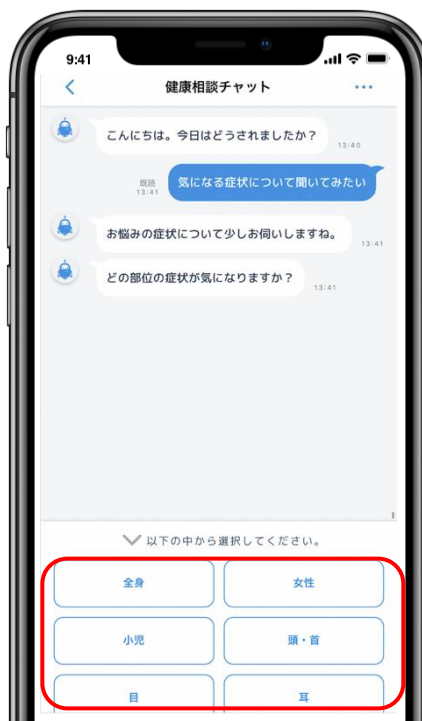 9:41
健康相談チャット
こんにちは。今日はどうされましたか？
13:40
既読
13:41
気になる症状について聞いてみたい
お悩みの症状について少しお伺いしますね。
13:41
どの部位の症状が気になりますか？
13:41
以下の中から選択してください。
全身
女性
小児
頭・首
目
耳